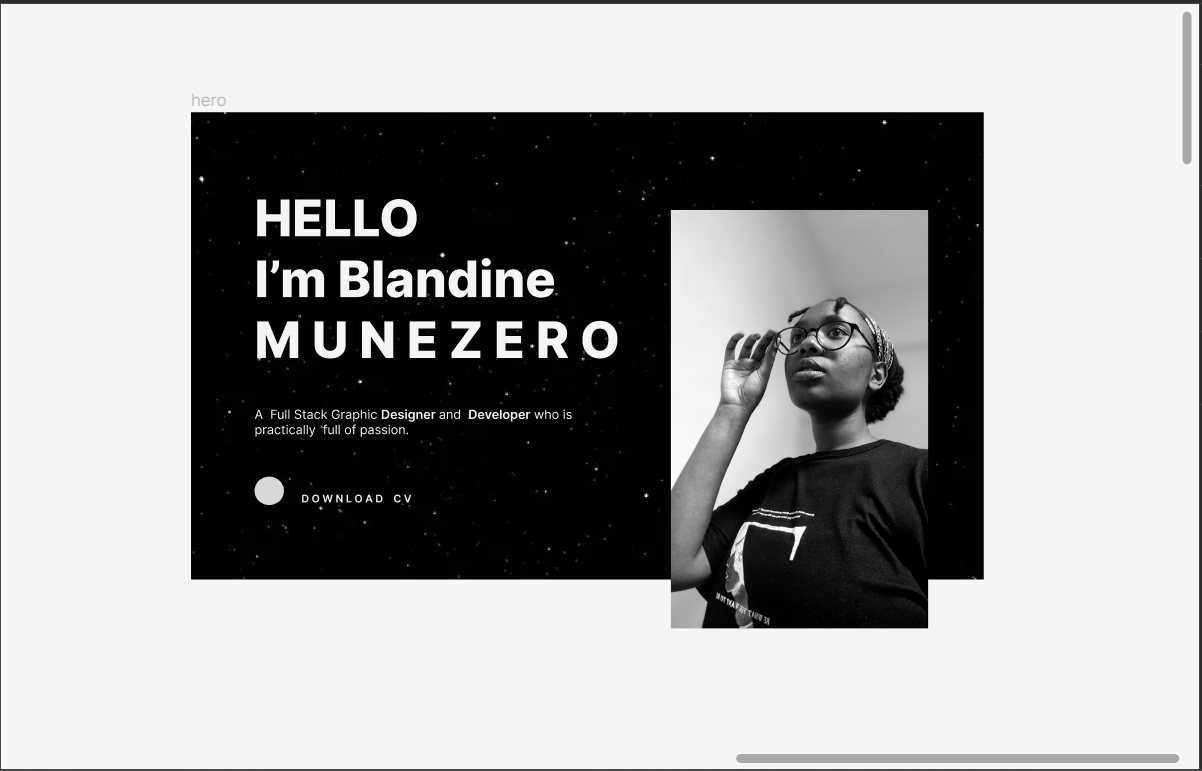 hero
HELLO
I’m Blandine
MUNEZERO
A  Full Stack Graphic Designer and  Developer who is
practically  ‘full of passion.
DOWNLOAD CV